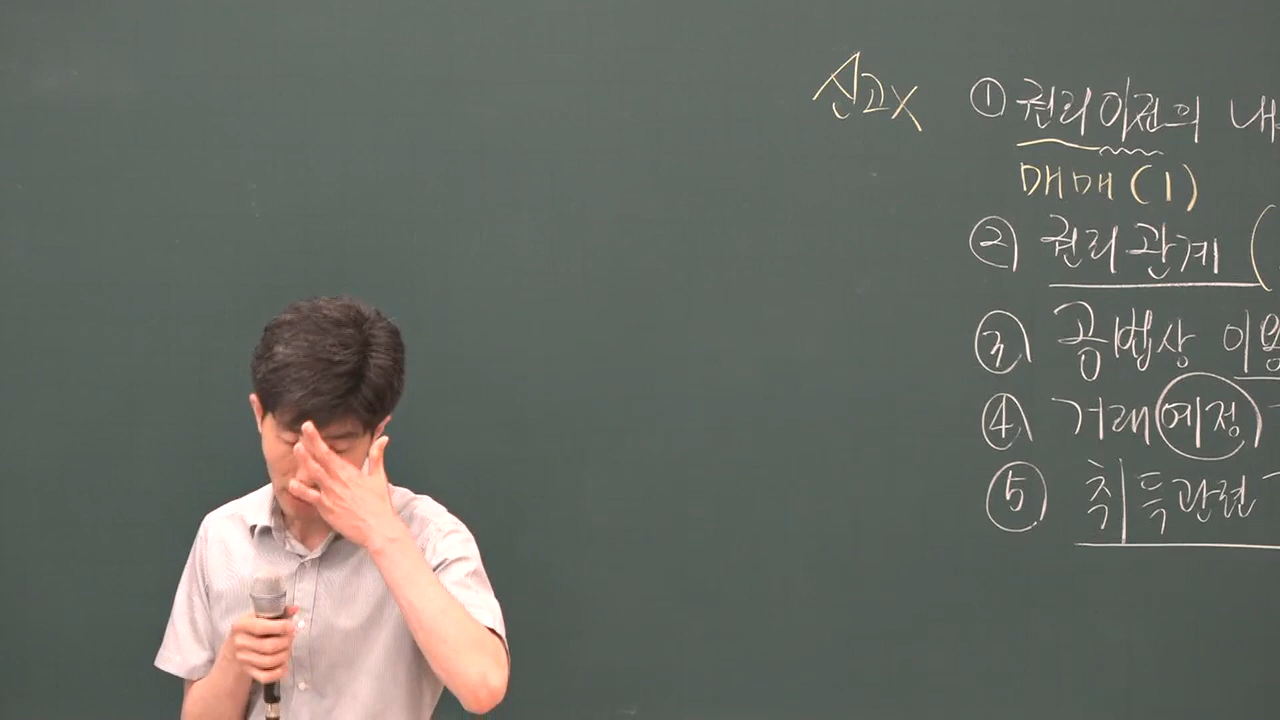 신고X ① 권리이전의 내
매매(1)
② 권리관계 (
③ 공법상 이용
④ 거래예정
⑤ 취득관련